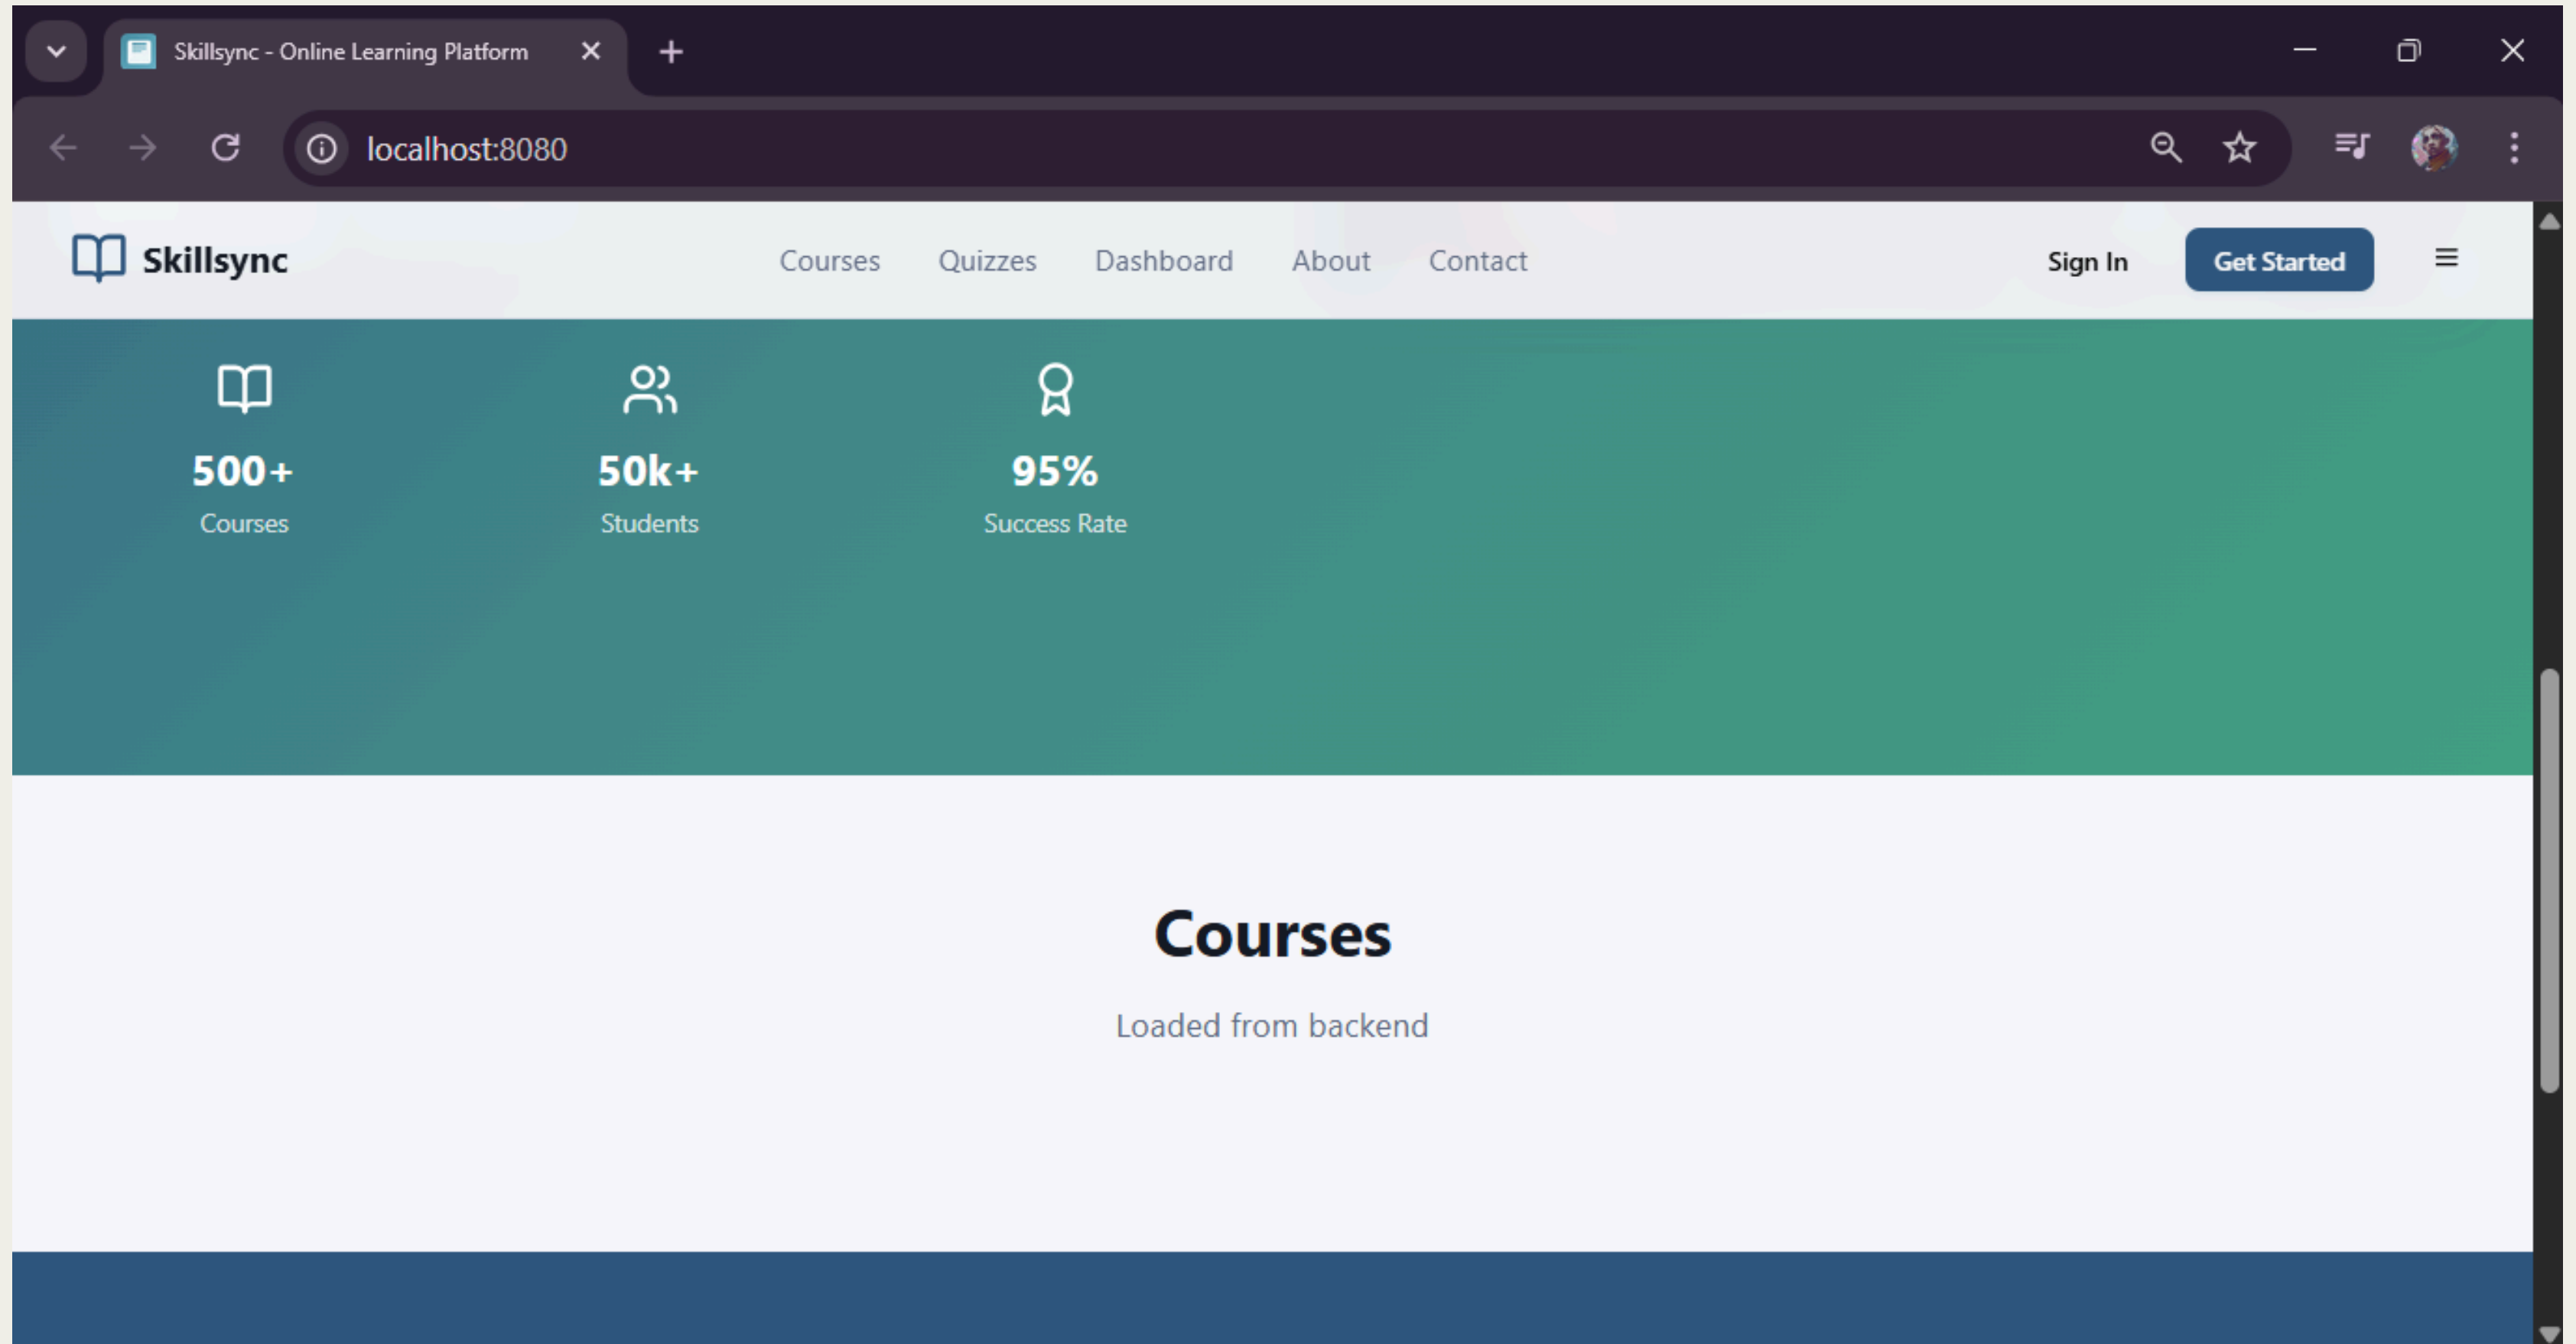 Skillsync - Online Learning Platform
localhost:8080
Skillsync Courses Quizzes Dashboard About Contact Sign In Get Started
500+ 50k+ 95%
Courses Students Success Rate
Courses
Loaded from backend